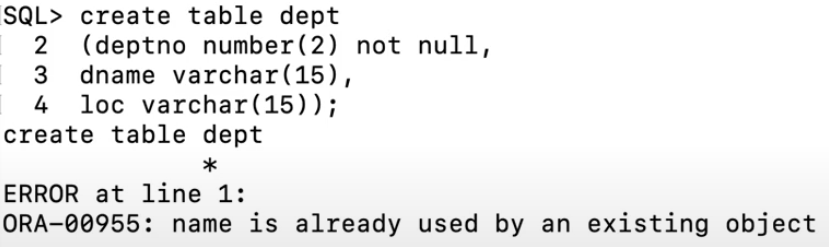 SQL> create table dept
2 (deptno number(2) not null,
3 dname varchar(15),
4 loc varchar(15));
create table dept
*
ERROR at line 1:
ORA-00955: name is already used by an existing object